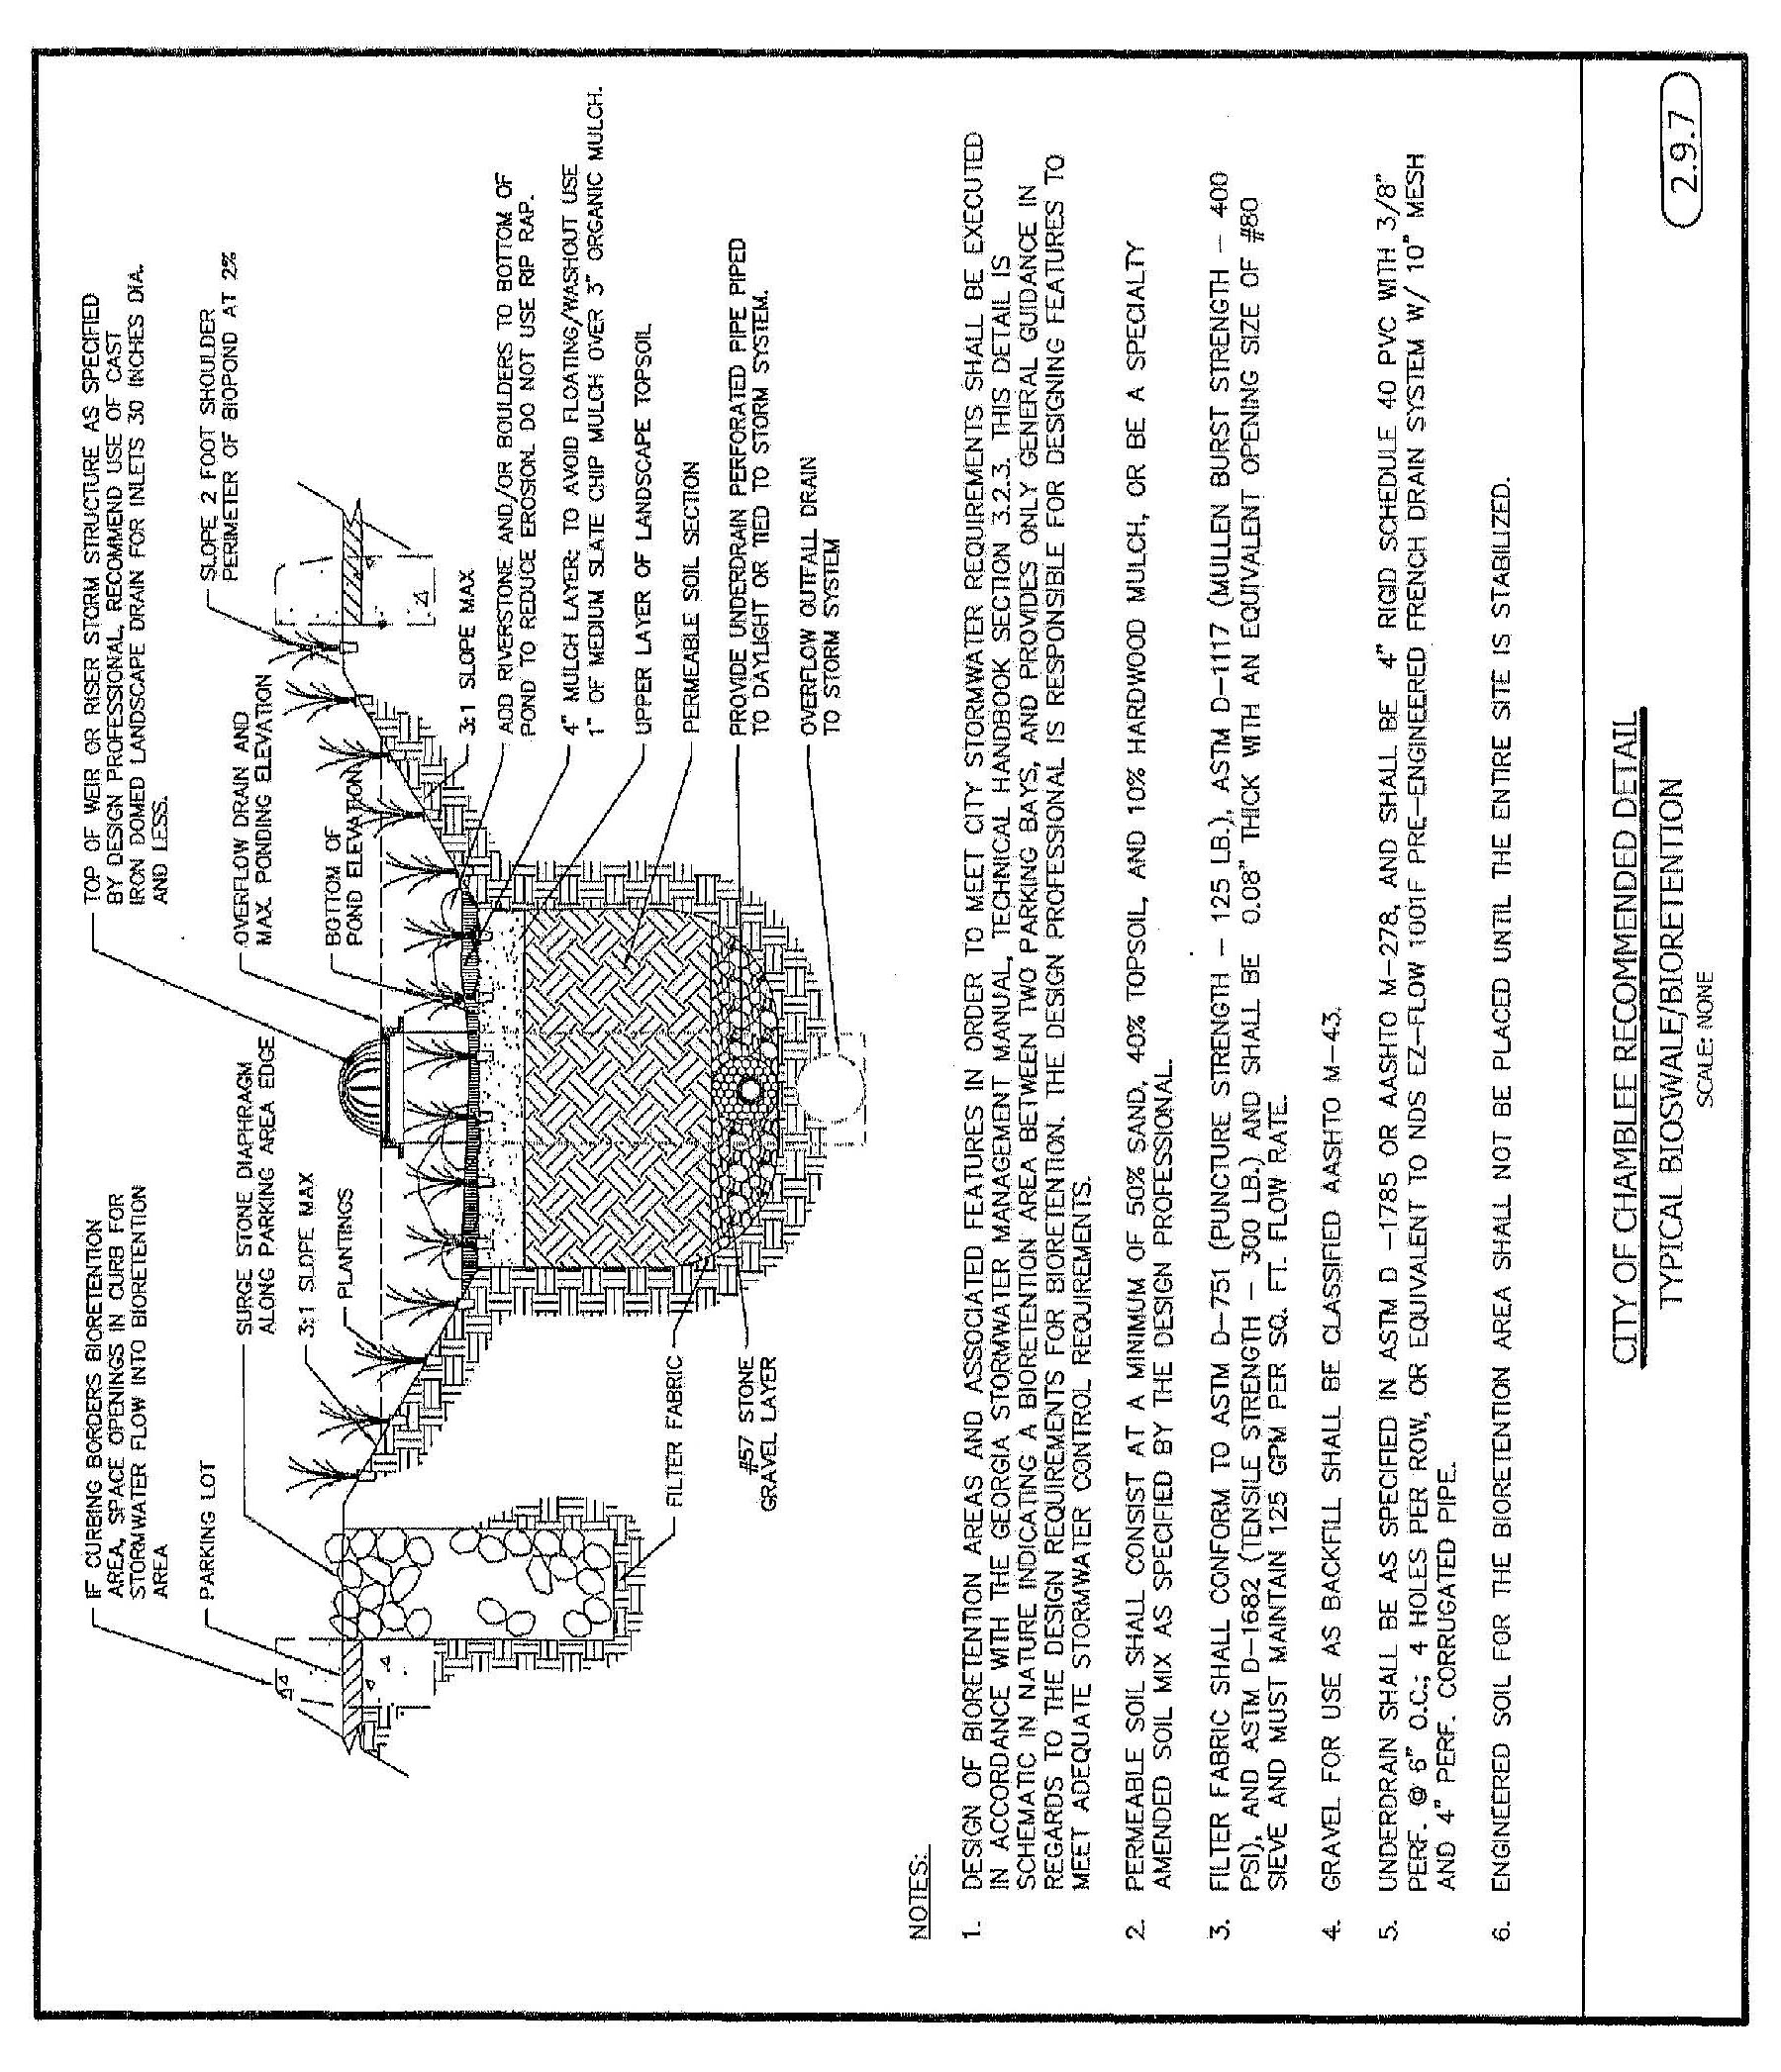 IF CURBING BORDERS BIORETENTION
AREA, SPACE OPENINGS IN CURB FOR
STORMWATER FLOW INTO BIORETENTION
AREA
PARKING LOT
SURGE STONE DIAPHRAGM
ALONG PARKING AREA EDGE
3:1 SLOPE MAX
PLANTINGS
TOP OF WEIR OR RISER STORM STRUCTURE AS SPECIFIED
BY DESIGN PROFESSIONAL, RECOMMEND USE OF CAST
IRON DOMED LANDSCAPE DRAIN FOR INLETS 30 INCHES DIA.
AND LESS.
OVERFLOW DRAIN AND
MAX. PONDING ELEVATION
BOTTOM OF
POND ELEVATION
SLOPE 2 FOOT SHOULDER
PERIMETER OF BIOPOND AT 2%
3:1 SLOPE MAX
ADD RIVERSTONE AND/OR BOULDERS TO BOTTOM OF
POND TO REDUCE EROSION. DO NOT USE RIP RAP.
4" MULCH LAYER: TO AVOID FLOATING/WASHOUT USE
1" OF MEDIUM SLATE CHIP MULCH OVER 3" ORGANIC MULCH.
UPPER LAYER OF LANDSCAPE TOPSOIL
PERMEABLE SOIL SECTION
PROVIDE UNDERDRAIN PERFORATED PIPE PIPED
TO DAYLIGHT OR TIED TO STORM SYSTEM.
OVERFLOW OUTFALL DRAIN
TO STORM SYSTEM
FILTER FABRIC
#57 STONE
GRAVEL LAYER
NOTES:
1. DESIGN OF BIORETENTION AREAS AND ASSOCIATED FEATURES IN ORDER TO MEET CITY STORMWATER REQUIREMENTS SHALL BE EXECUTED
IN ACCORDANCE WITH THE GEORGIA STORMWATER MANAGEMENT MANUAL, TECHNICAL HANDBOOK SECTION 3.2.3. THIS DETAIL IS
SCHEMATIC IN NATURE INDICATING A BIORETENTION AREA BETWEEN TWO PARKING BAYS, AND PROVIDES ONLY GENERAL GUIDANCE IN
REGARDS TO THE DESIGN REQUIREMENTS FOR BIORETENTION. THE DESIGN PROFESSIONAL IS RESPONSIBLE FOR DESIGNING FEATURES TO
MEET ADEQUATE STORMWATER CONTROL REQUIREMENTS.
2. PERMEABLE SOIL SHALL CONSIST AT A MINIMUM OF 50% SAND, 40% TOPSOIL, AND 10% HARDWOOD MULCH, OR BE A SPECIALTY
AMENDED SOIL MIX AS SPECIFIED BY THE DESIGN PROFESSIONAL.
3. FILTER FABRIC SHALL CONFORM TO ASTM D-751 (PUNCTURE STRENGTH - 125 LB.), ASTM D-1117 (MULLEN BURST STRENGTH - 400
PSI), AND ASTM D-1682 (TENSILE STRENGTH - 300 LB.) AND SHALL BE 0.08" THICK WITH AN EQUIVALENT OPENING SIZE OF #80
SIEVE AND MUST MAINTAIN 125 GPM PER SQ. FT. FLOW RATE.
4. GRAVEL FOR USE AS BACKFILL SHALL BE CLASSIFIED AASHTO M-43.
5. UNDERDRAIN SHALL BE AS SPECIFIED IN ASTM D -1785 OR AASHTO M-278, AND SHALL BE 4" RIGID SCHEDULE 40 PVC WITH 3/8"
PERF. @ 6" O.C.; 4 HOLES PER ROW, OR EQUIVALENT TO NDS EZ-FLOW 1001F PRE-ENGINEERED FRENCH DRAIN SYSTEM W/ 10" MESH
AND 4" PERF. CORRUGATED PIPE.
6. ENGINEERED SOIL FOR THE BIORETENTION AREA SHALL NOT BE PLACED UNTIL THE ENTIRE SITE IS STABILIZED.
CITY OF CHAMBLEE RECOMMENDED DETAIL
TYPICAL BIOSWALE/BIORETENTION
SCALE: NONE
2.9.7